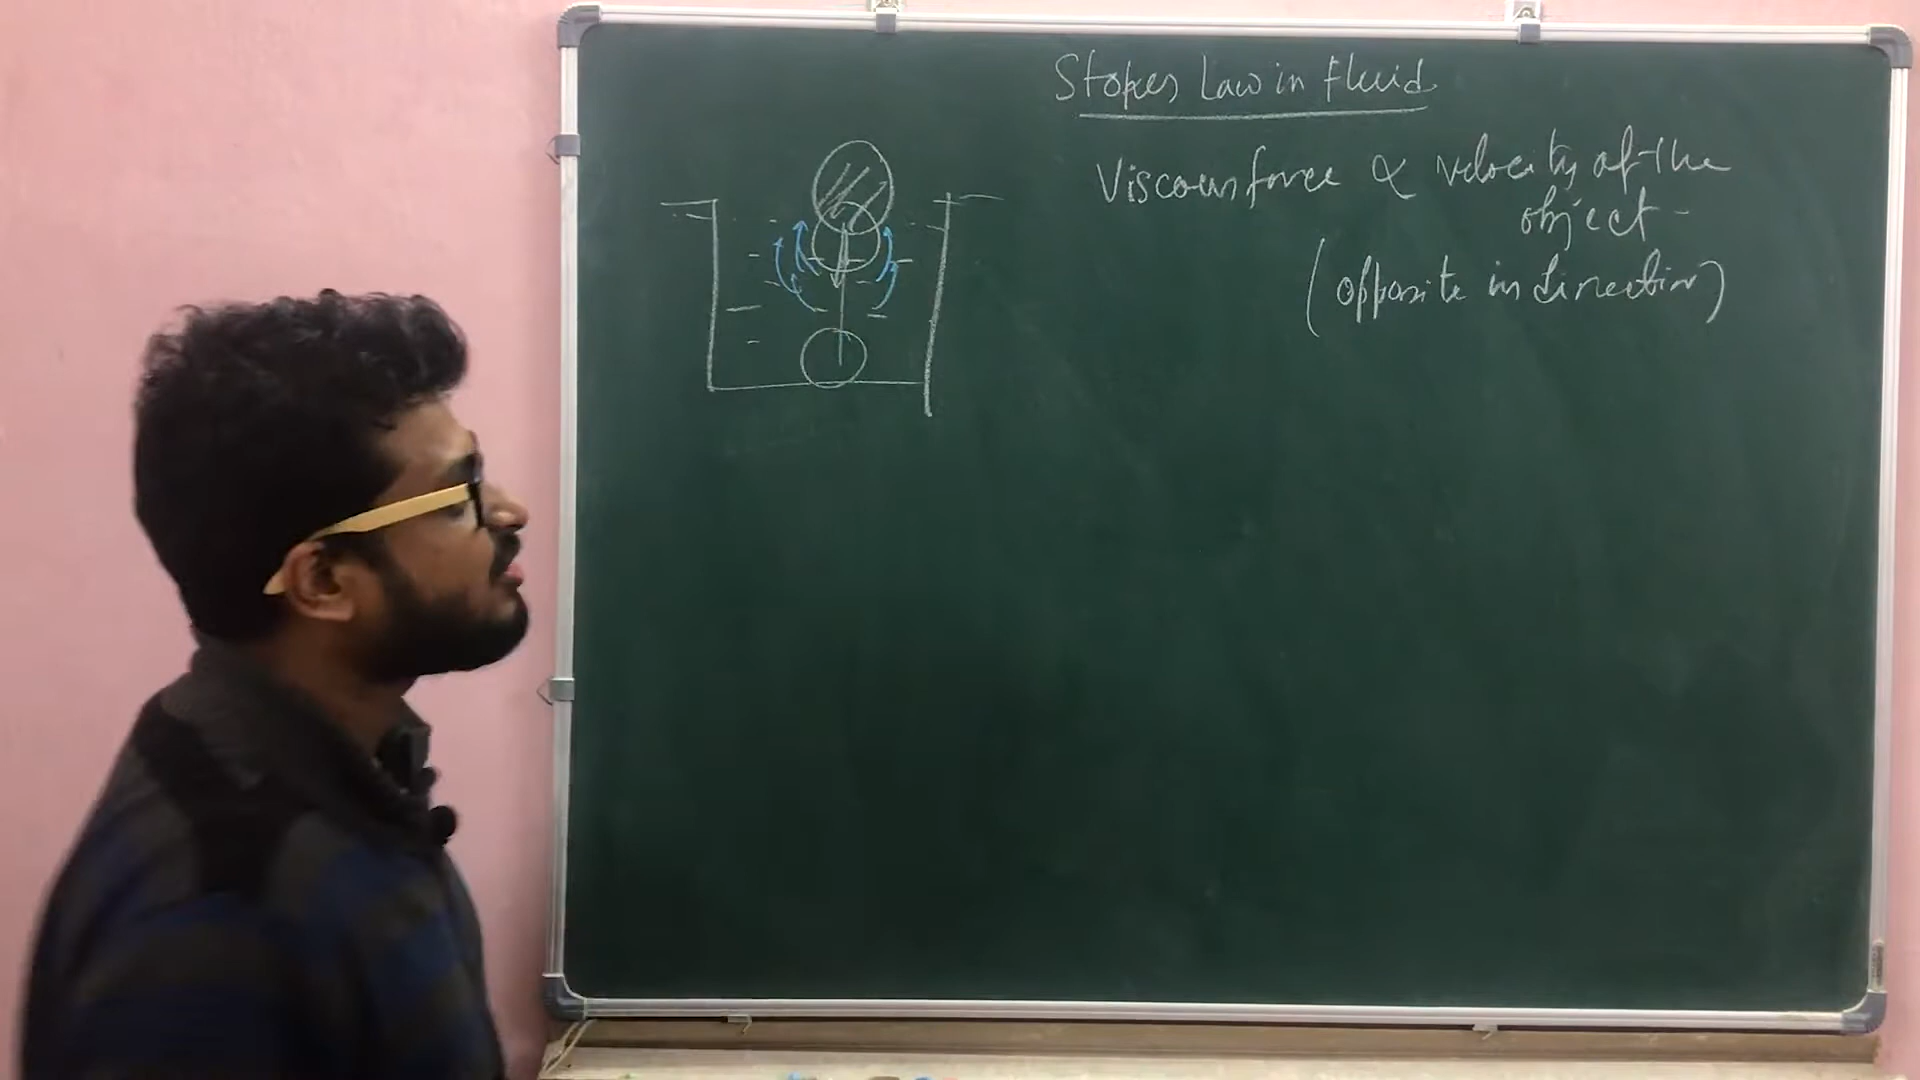 Stokes Law in Fluid
Viscous force ∝ velocity of the
object -
(opposite in direction)